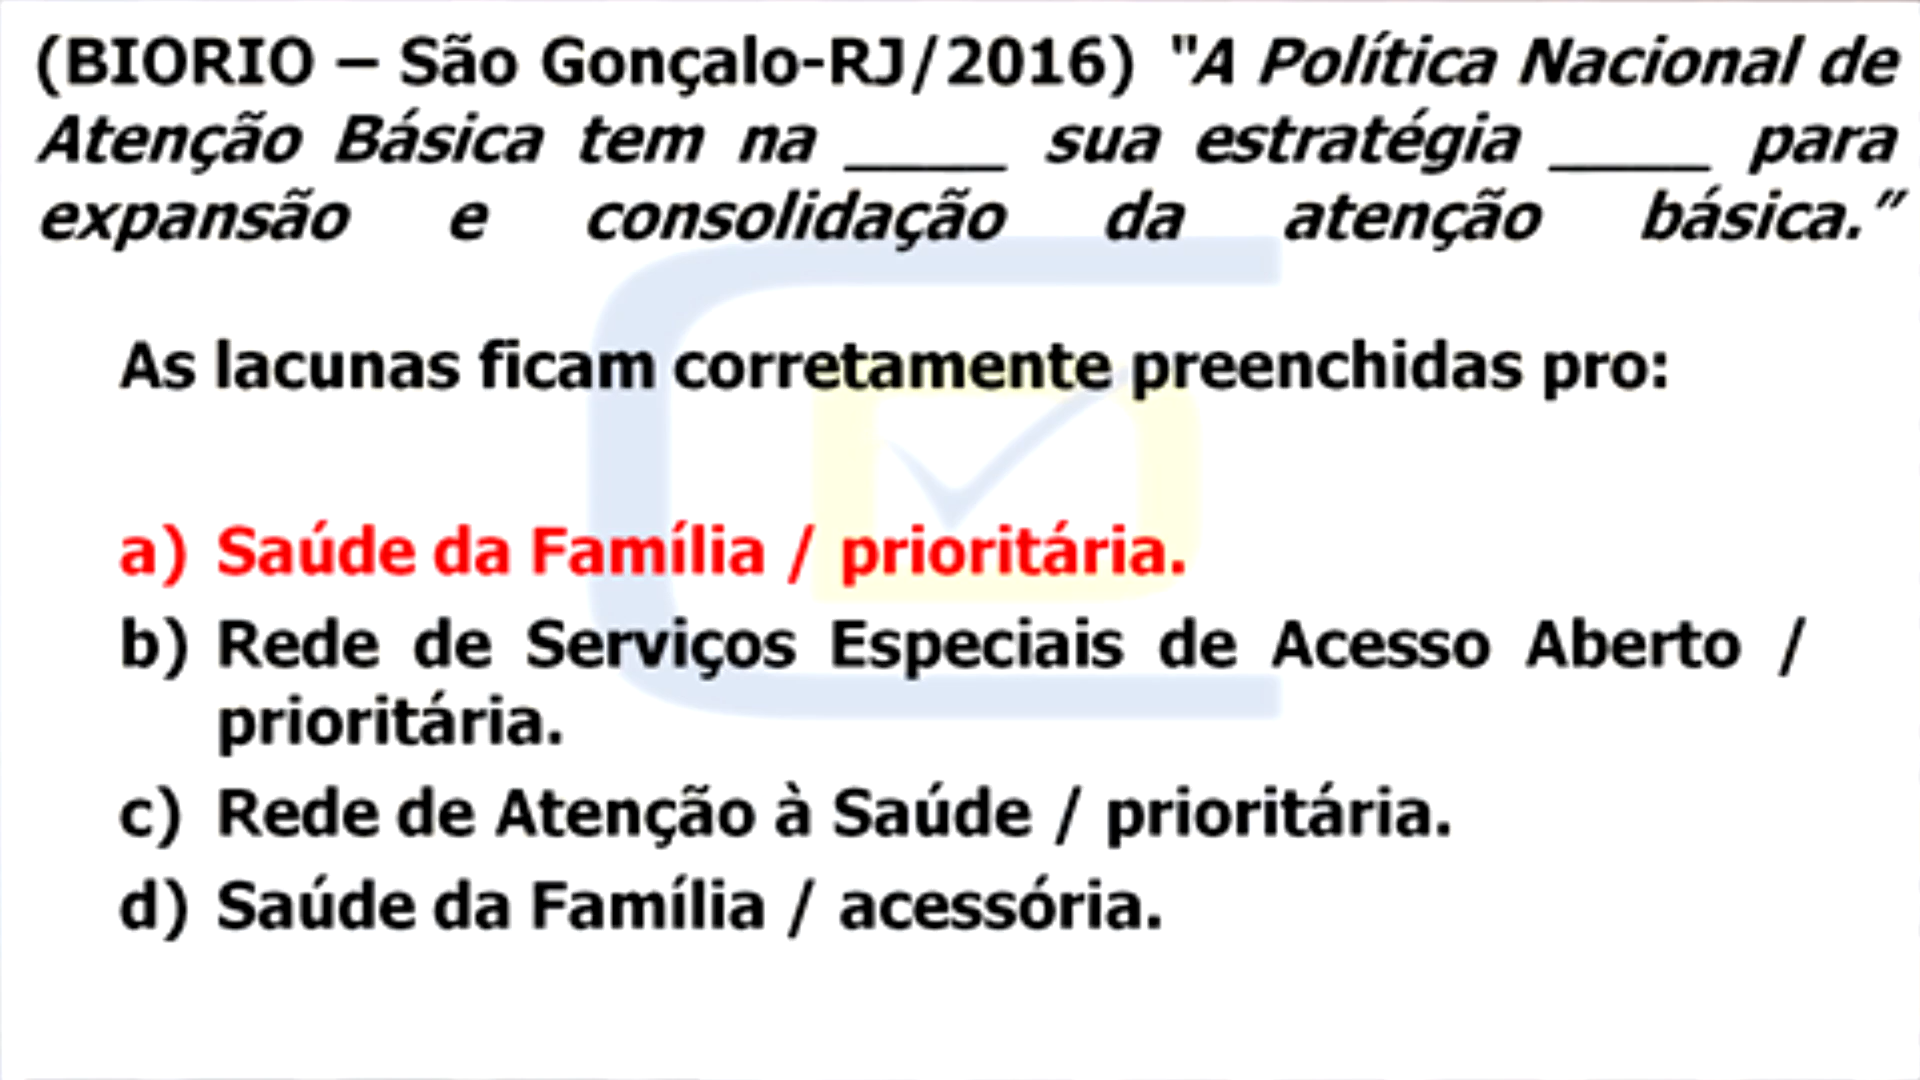 (BIORIO – São Gonçalo-RJ/2016) "A Política Nacional de
Atenção Básica tem na ____ sua estratégia ____ para
expansão e consolidação da atenção básica.”
As lacunas ficam corretamente preenchidas pro:
a) Saúde da Família / prioritária.
b) Rede de Serviços Especiais de Acesso Aberto /
prioritária.
c) Rede de Atenção à Saúde / prioritária.
d) Saúde da Família / acessória.